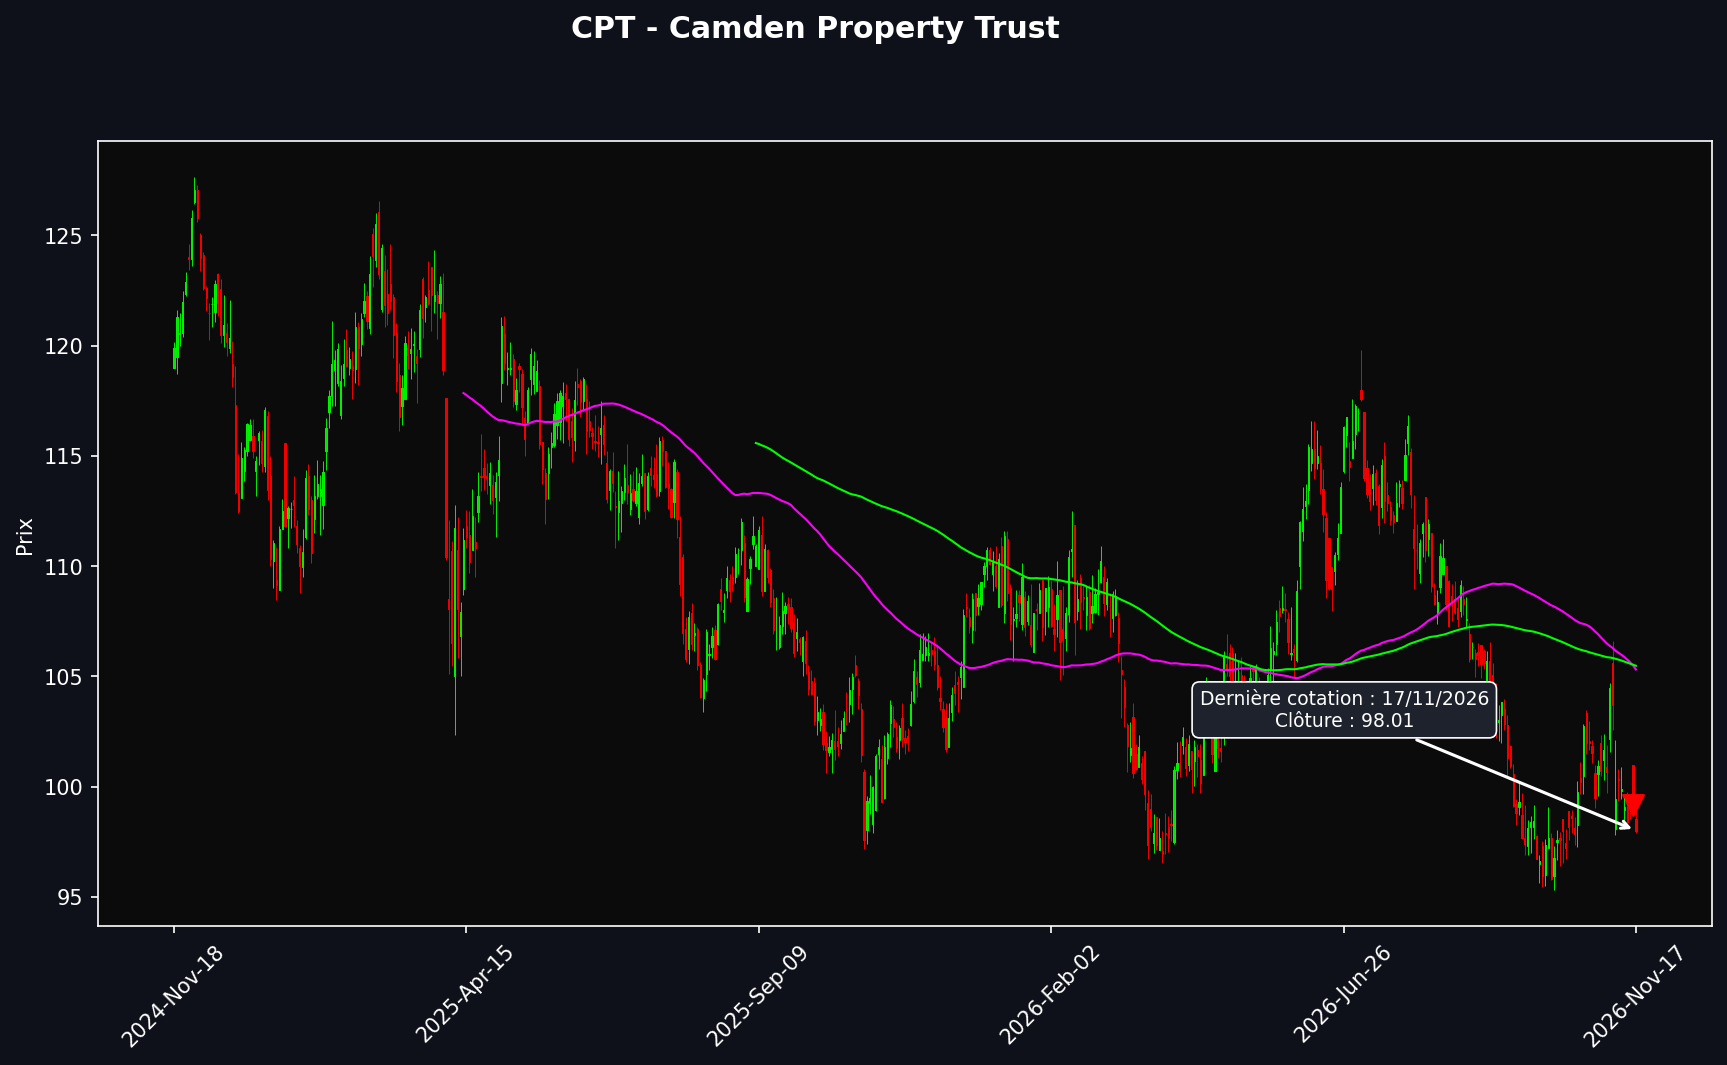 CPT - Camden Property Trust
Prix
125
120
115
110
105
100
95
Dernière cotation : 17/11/2026
Clôture : 98.01
2024-Nov-18
2025-Apr-15
2025-Sep-09
2026-Feb-02
2026-Jun-26
2026-Nov-17